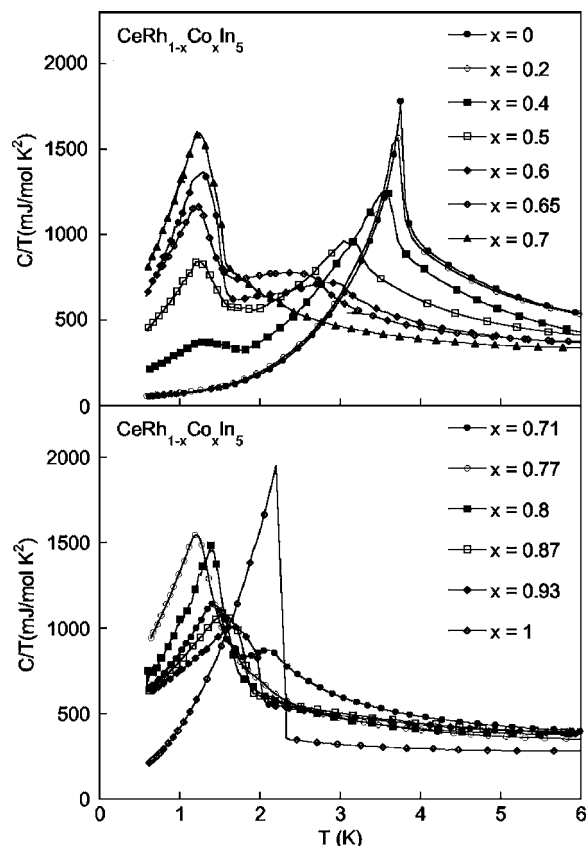 CeRh1-xCoxIn5
x = 0
x = 0.2
x = 0.4
x = 0.5
x = 0.6
x = 0.65
x = 0.7
2000
1500
1000
500
0
C/T(mJ/mol K2)
CeRh1-xCoxIn5
x = 0.71
x = 0.77
x = 0.8
x = 0.87
x = 0.93
x = 1
2000
1500
1000
500
0
C/T(mJ/mol K2)
0 1 2 3 4 5 6
T (K)